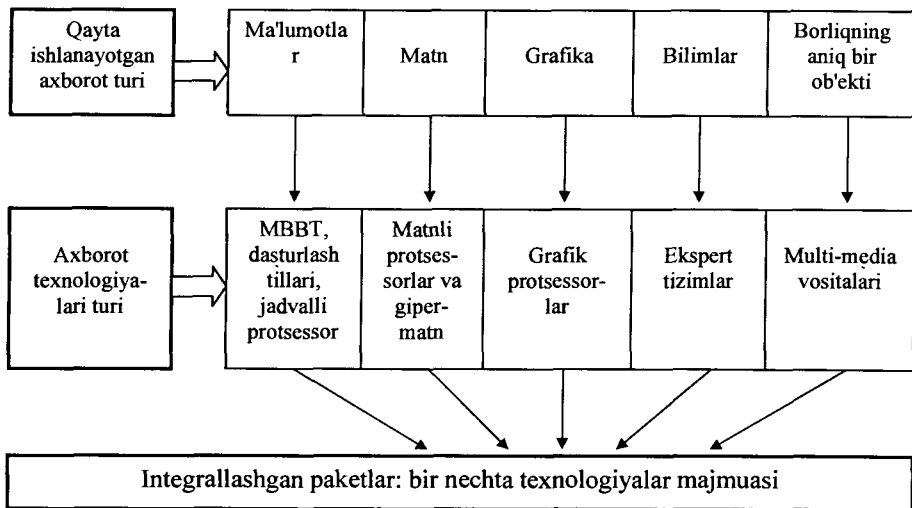 Qayta
ishlanayotgan
axborot turi
Ma'lumotla
r
Matn
Grafika
Bilimlar
Borliqning
aniq bir
ob'ekti
Axborot
texnologiya-
lari turi
MBBT,
dasturlash
tillari,
jadvalli
protsessor
Matnli
protses-
sorlar va
giper-
matn
Grafik
protsessor-
lar
Ekspert
tizimlar
Multi-media
vositalari
Integrallashgan paketlar: bir nechta texnologiyalar majmuasi